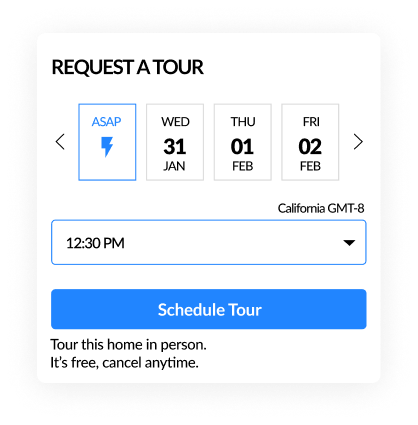 REQUEST A TOUR
ASAP
WED
31
JAN
THU
01
FEB
FRI
02
FEB
California GMT-8
12:30 PM
Schedule Tour
Tour this home in person.
It's free, cancel anytime.